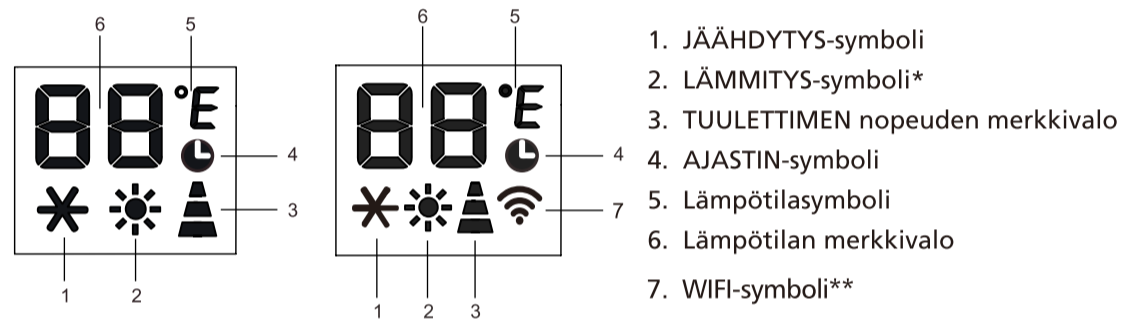 6 5
88 °E
4
3
1 2
6 5
88 °E
4
7
1 2 3
1. JÄÄHDYTYS-symboli
2. LÄMMITYS-symboli*
3. TUULETTIMEN nopeuden merkkivalo
4. AJASTIN-symboli
5. Lämpötilasymboli
6. Lämpötilan merkkivalo
7. WIFI-symboli**